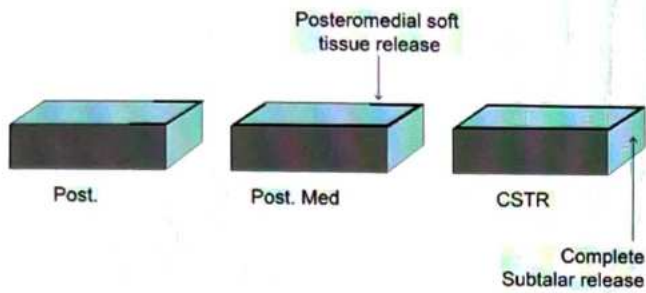 Posteromedial soft
tissue release
Post.
Post. Med
CSTR
Complete
Subtalar release